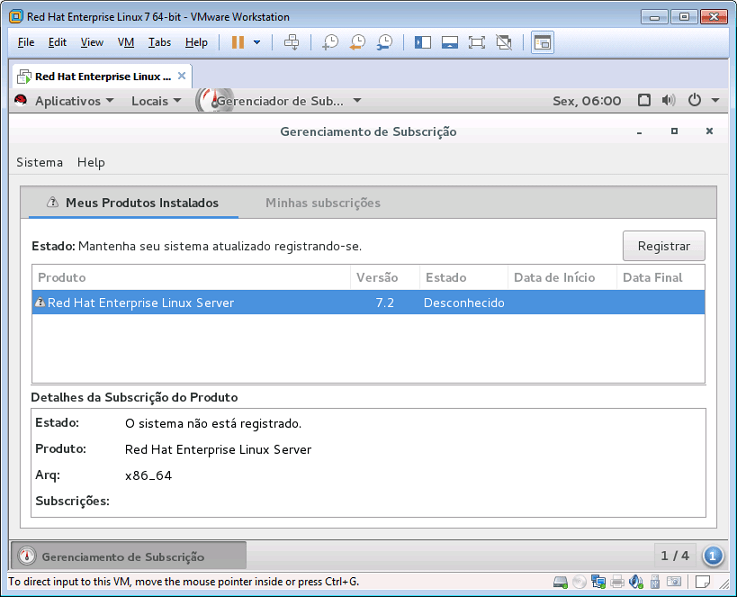 Red Hat Enterprise Linux 7 64-bit - VMware Workstation
File Edit View VM Tabs Help
Red Hat Enterprise Linux ...
Aplicativos Locais Gerenciador de Sub... Sex, 06:00
Gerenciamento de Subscrição
Sistema Help
Meus Produtos Instalados Minhas subscrições
Estado: Mantenha seu sistema atualizado registrando-se. Registrar
Produto Versão Estado Data de Início Data Final
Red Hat Enterprise Linux Server 7.2 Desconhecido
Detalhes da Subscrição do Produto
Estado: O sistema não está registrado.
Produto: Red Hat Enterprise Linux Server
Arq: x86_64
Subscrições:
Gerenciamento de Subscrição 1 / 4 1
To direct input to this VM, move the mouse pointer inside or press Ctrl+G.